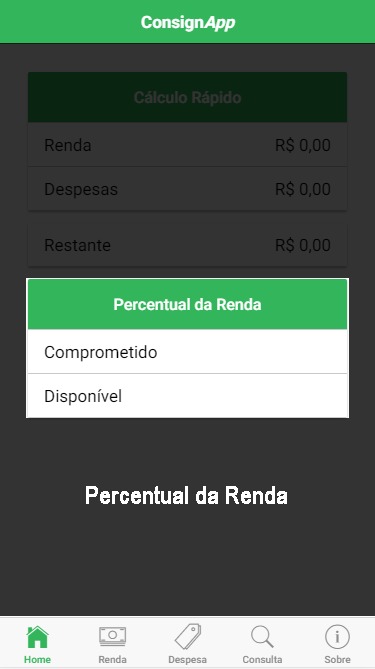 ConsignApp
Cálculo Rápido
Renda R$ 0,00
Despesas R$ 0,00
Restante R$ 0,00
Percentual da Renda
Comprometido
Disponível
Percentual da Renda
Home Renda Despesa Consulta Sobre